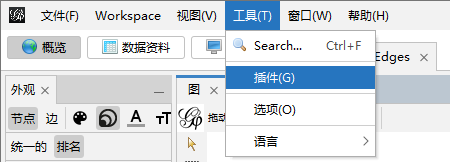 文件(F) Workspace 视图(V) 工具(T) 窗口(W) 帮助(H)
概览 数据资料 Edges
Search... Ctrl+F
插件(G)
选项(O)
语言
外观 图
节点 边 A T
统一的 排名